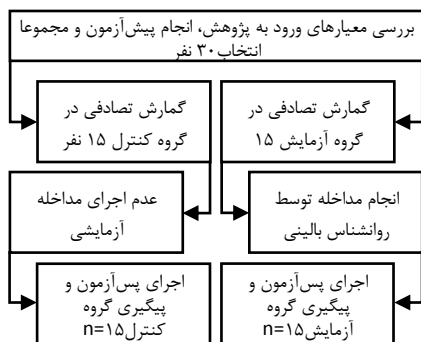 بررسی معیارهای ورود به پژوهش، انجام پیش‌آزمون و مجموعا
انتخاب ۳۰ نفر
گمارش تصادفی در
گروه آزمایش ۱۵
گمارش تصادفی در
گروه کنترل ۱۵ نفر
انجام مداخله توسط
روانشناس بالینی
عدم اجرای مداخله
آزمایشی
اجرای پس‌آزمون و
پیگیری گروه
آزمایش n=۱۵
اجرای پس‌آزمون و
پیگیری گروه
کنترل n=۱۵